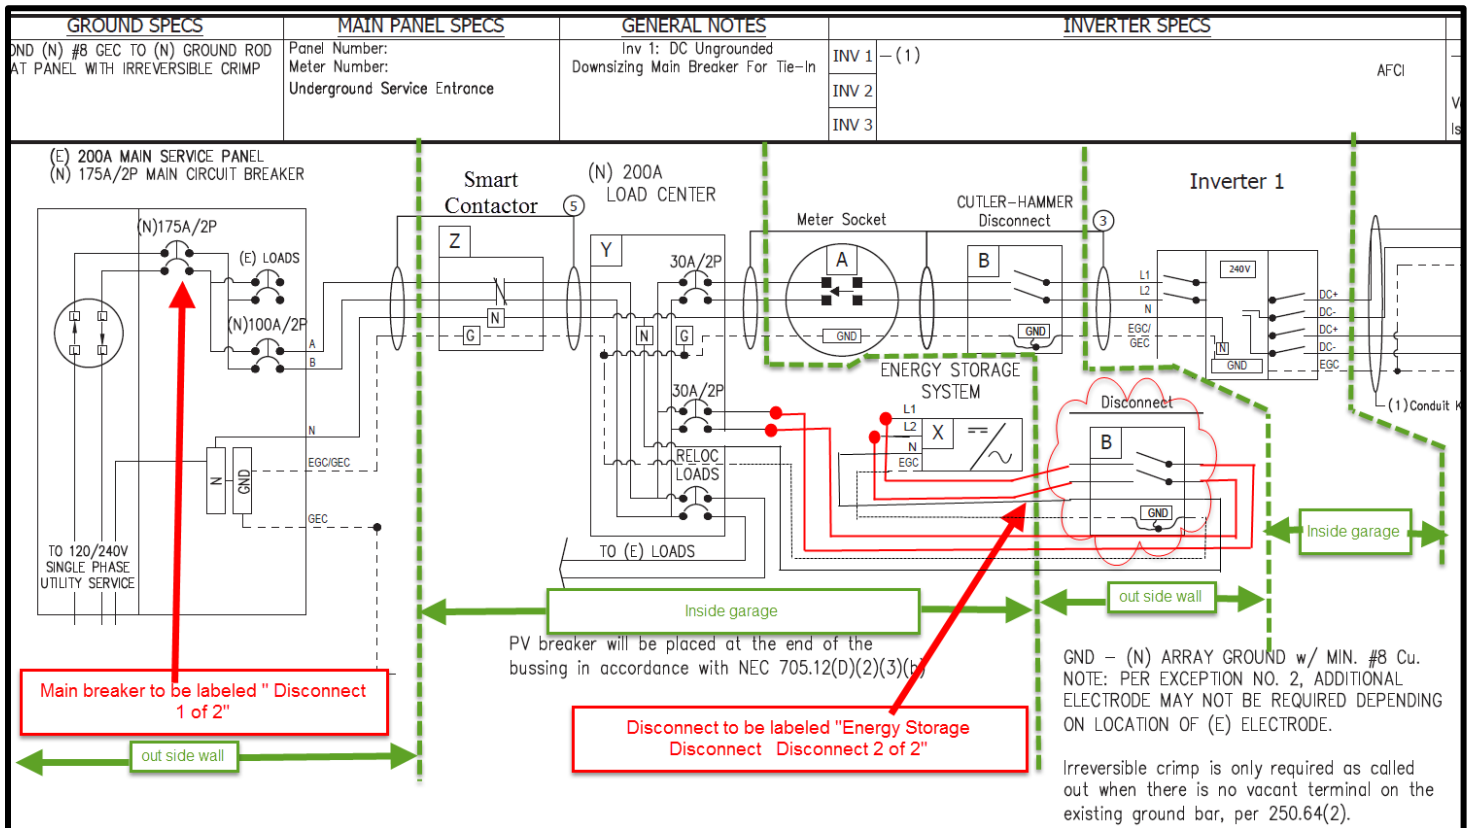 GROUND SPECS
MAIN PANEL SPECS
GENERAL NOTES
INVERTER SPECS
OND (N) #8 GEC TO (N) GROUND ROD
AT PANEL WITH IRREVERSIBLE CRIMP
Panel Number:
Meter Number:
Underground Service Entrance
Inv 1: DC Ungrounded
Downsizing Main Breaker For Tie-In
INV 1
-(1)
AFCI
INV 2
INV 3
Is
(E) 200A MAIN SERVICE PANEL
(N) 175A/2P MAIN CIRCUIT BREAKER
Smart
Contactor
5
(N) 200A
LOAD CENTER
Meter Socket
CUTLER-HAMMER
Disconnect
3
Inverter 1
(N)175A/2P
(E) LOADS
(N)100A/2P
L
L
L
L
A
B
Z
N
G
Y
30A/2P
N
G
A
GND
B
GND
L1
L2
N
EGC/
GEC
240V
N
GND
DC+
DC-
DC+
DC-
EGC
(1)Conduit K
ENERGY STORAGE
SYSTEM
30A/2P
L1
L2
N
EGC
X
Disconnect
B
GND
N
EGC/GEC
N
GND
GEC
RELOC
LOADS
TO (E) LOADS
TO 120/240V
SINGLE PHASE
UTILITY SERVICE
Inside garage
out side wall
Inside garage
PV breaker will be placed at the end of the
bussing in accordance with NEC 705.12(D)(2)(3)(b)
Main breaker to be labeled " Disconnect
1 of 2"
out side wall
Disconnect to be labeled "Energy Storage
Disconnect Disconnect 2 of 2"
GND - (N) ARRAY GROUND w/ MIN. #8 Cu.
NOTE: PER EXCEPTION NO. 2, ADDITIONAL
ELECTRODE MAY NOT BE REQUIRED DEPENDING
ON LOCATION OF (E) ELECTRODE.
Irreversible crimp is only required as called
out when there is no vacant terminal on the
existing ground bar, per 250.64(2).